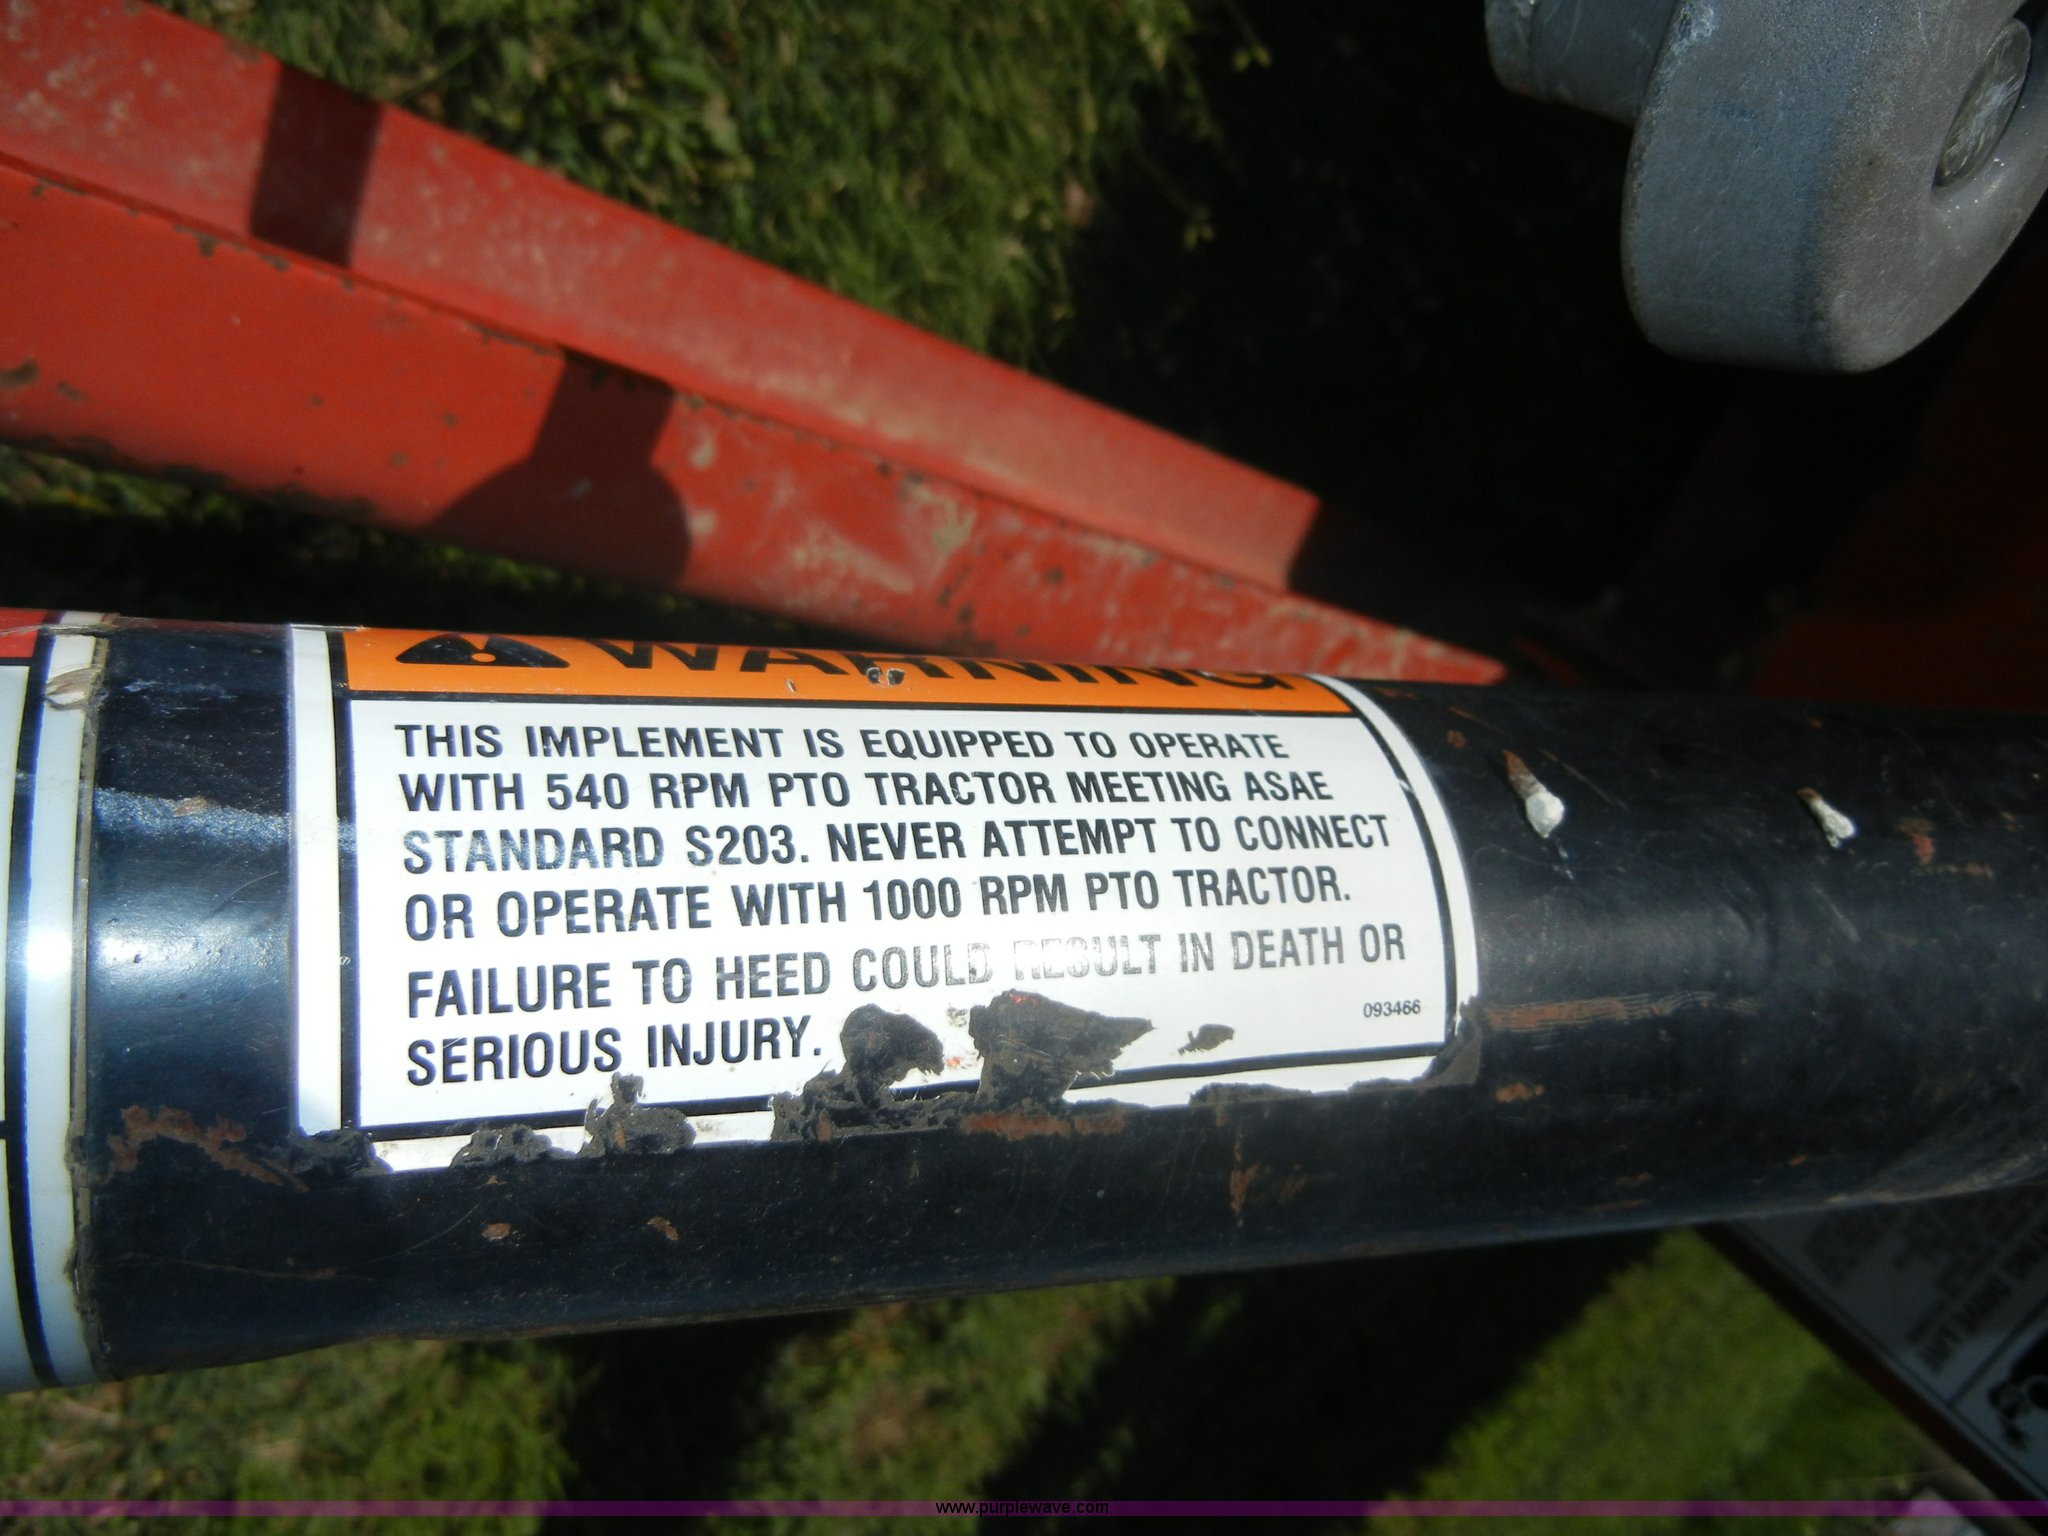 WARNING
THIS IMPLEMENT IS EQUIPPED TO OPERATE
WITH 540 RPM PTO TRACTOR MEETING ASAE
STANDARD S203. NEVER ATTEMPT TO CONNECT
OR OPERATE WITH 1000 RPM PTO TRACTOR.
FAILURE TO HEED COULD RESULT IN DEATH OR
SERIOUS INJURY.
093466
www.purplewave.com